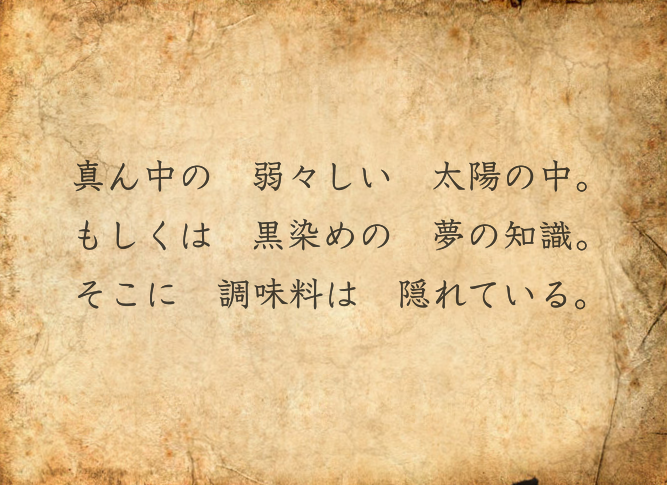 真ん中の　弱々しい　太陽の中。
もしくは　黒染めの　夢の知識。
そこに　調味料は　隠れている。